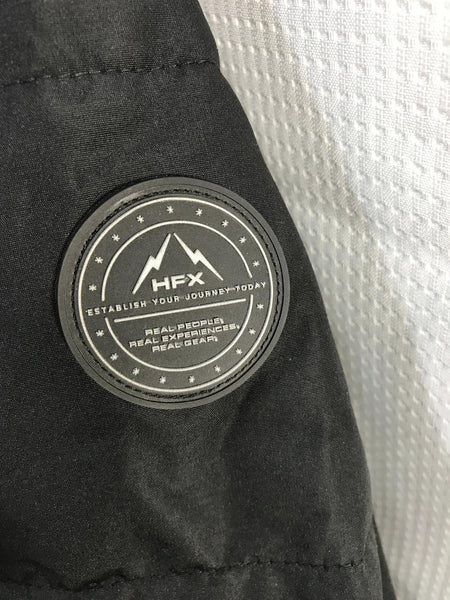 HFX
ESTABLISH YOUR JOURNEY TODAY
REAL PEOPLE,
REAL EXPERIENCES,
REAL GEAR,